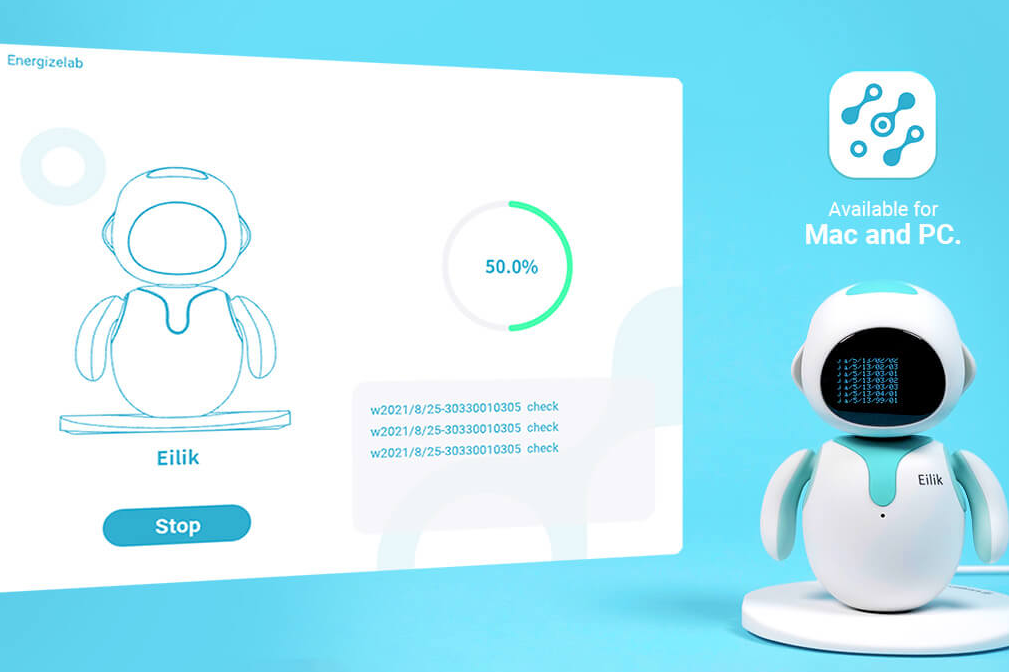 Energizelab
50.0%
w2021/8/25-30330010305 check
w2021/8/25-30330010305 check
w2021/8/25-30330010305 check
Eilik
Stop
Available for
Mac and PC.
Eilik